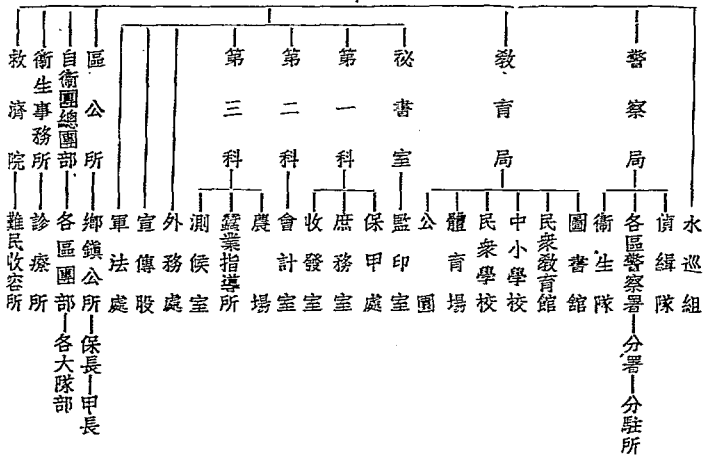 水巡組
警察局
偵緝隊
各區警察署
分署
分駐所
衛生隊
敎育局
圖書館
民衆敎育館
中小學校
民衆學校
體育場
公園
秘書室
監印室
第一科
保甲處
庶務室
收發室
第二科
會計室
第三科
農場
蠶業指導所
測候室
外務處
宣傳股
軍法處
區公所
鄉鎭公所
保長
甲長
自衛團總團部
各區團部
各大隊部
衛生事務所
診療所
救濟院
難民收容所